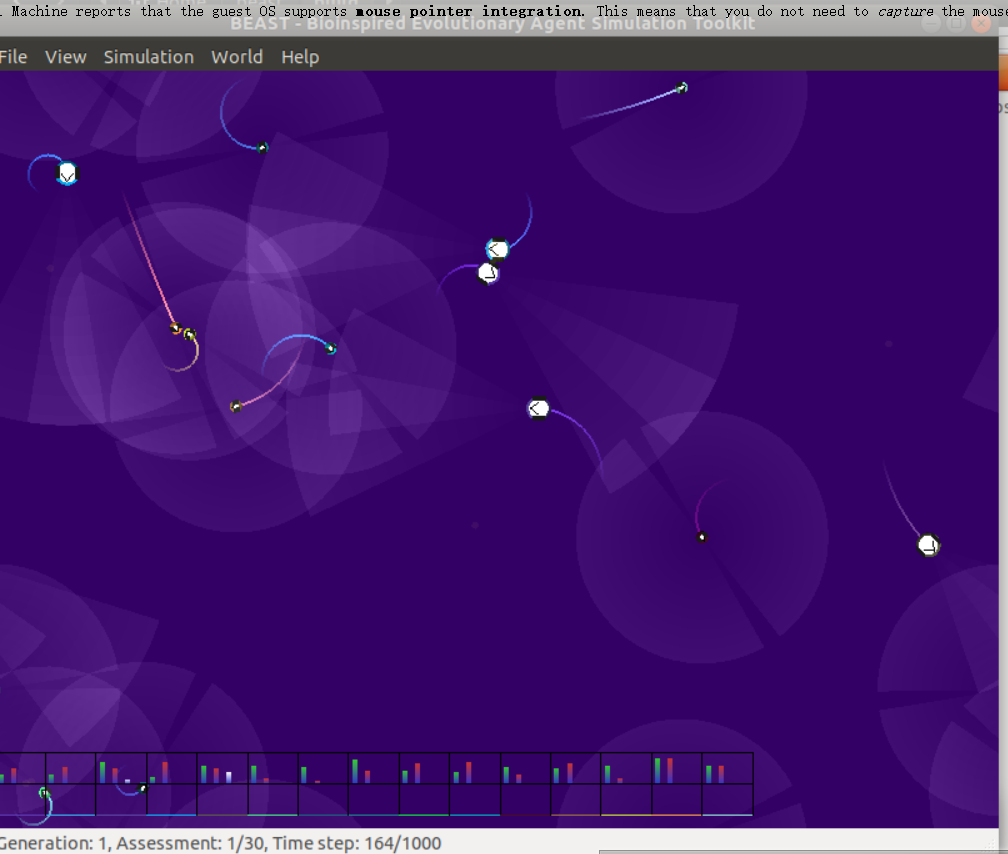 Machine reports that the guest OS supports mouse pointer integration. This means that you do not need to capture the mouse
BEAST - Bioinspired Evolutionary Agent Simulation Toolkit
File View Simulation World Help
Generation: 1, Assessment: 1/30, Time step: 164/1000